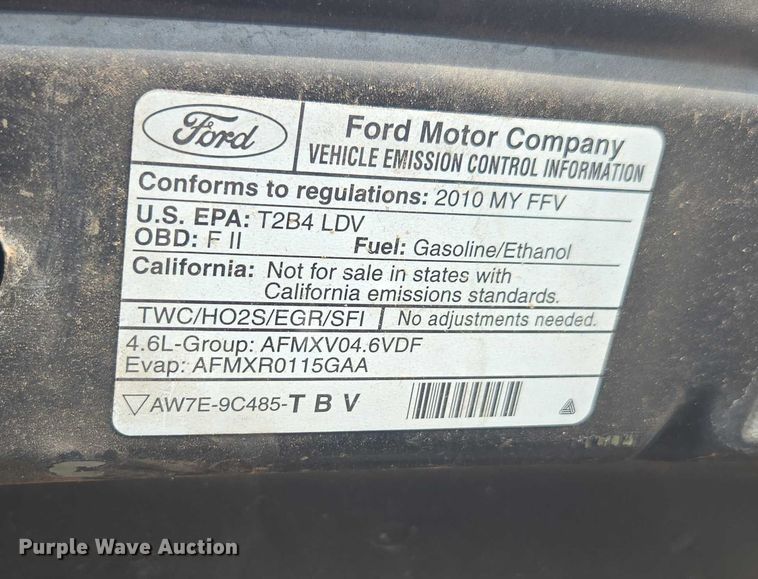 Ford
Ford Motor Company
VEHICLE EMISSION CONTROL INFORMATION
Conforms to regulations: 2010 MY FFV
U.S. EPA: T2B4 LDV
OBD: F II Fuel: Gasoline/Ethanol
California: Not for sale in states with
California emissions standards.
TWC/HO2S/EGR/SFI No adjustments needed.
4.6L-Group: AFMXV04.6VDF
Evap: AFMXR0115GAA
AW7E-9C485-T B V
Purple Wave Auction